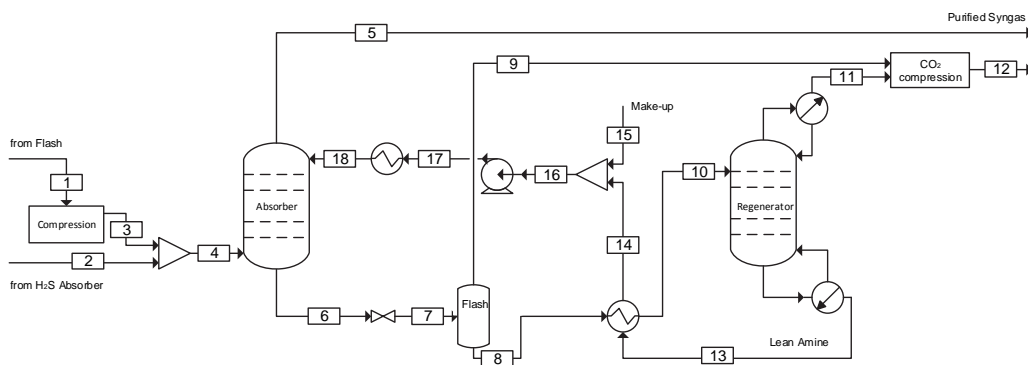 Purified Syngas
5
9
CO₂
compression
12
11
Make-up
15
from Flash
18
17
16
10
1
Absorber
Regenerator
Compression
3
4
14
2
from H₂S Absorber
Flash
6
7
8
13
Lean Amine